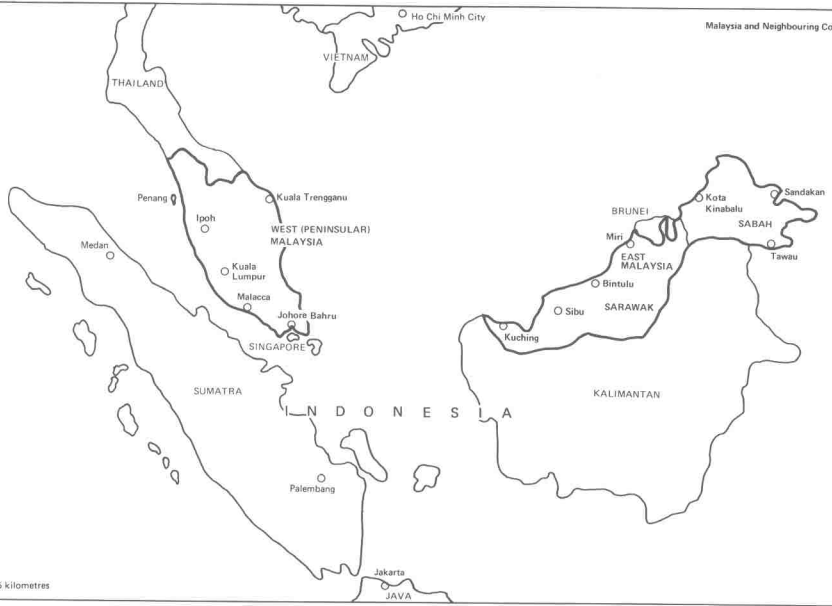 Ho Chi Minh City
Malaysia and Neighbouring
VIETNAM
THAILAND
Penang
Kuala Trengganu
Ipoh
WEST (PENINSULAR)
MALAYSIA
Medan
Kuala
Lumpur
Malacca
Johore Bahru
SINGAPORE
SUMATRA
INDONESIA
Palembang
Jakarta
JAVA
BRUNEI
Kota
Kinabalu
Sandakan
SABAH
Miri
EAST
MALAYSIA
Tawau
Bintulu
Sibu
SARAWAK
Kuching
KALIMANTAN
kilometres